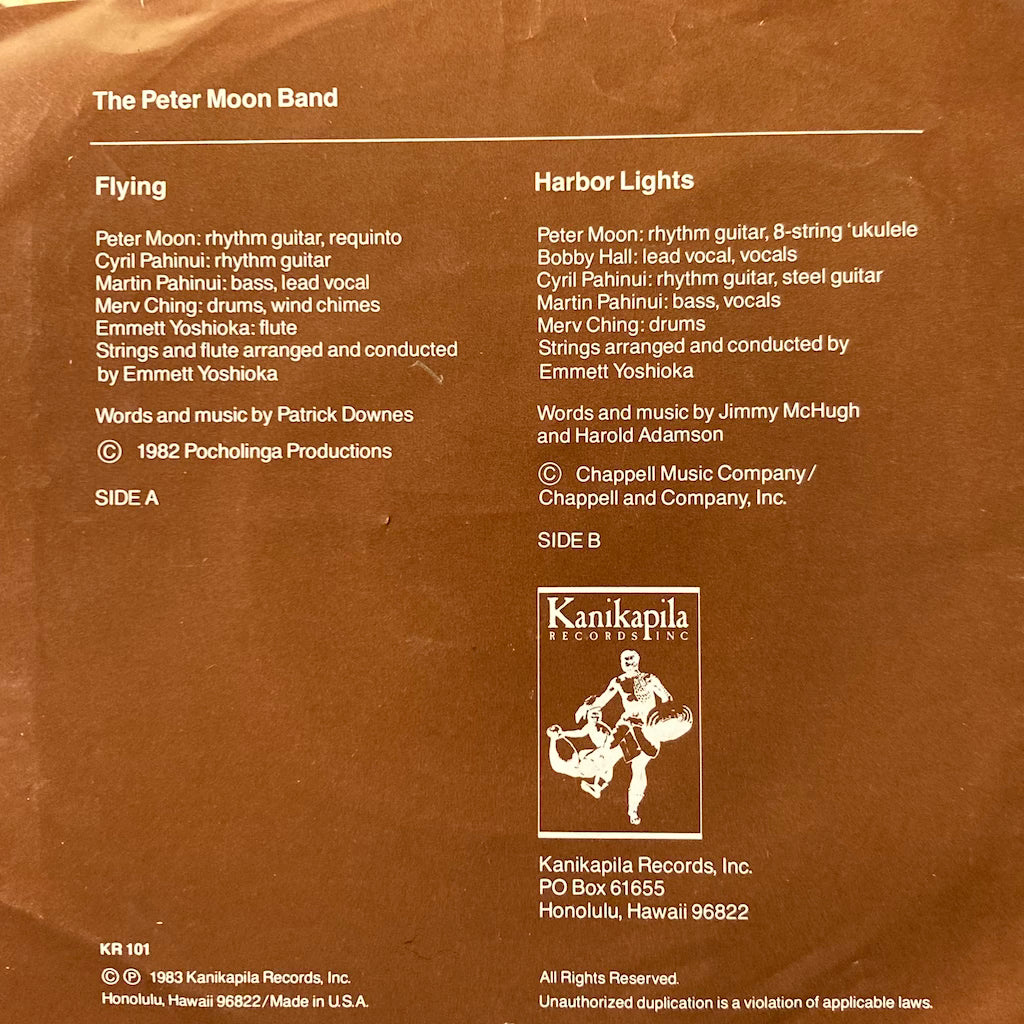 The Peter Moon Band
Flying
Peter Moon: rhythm guitar, requinto
Cyril Pahinui: rhythm guitar
Martin Pahinui: bass, lead vocal
Merv Ching: drums, wind chimes
Emmett Yoshioka: flute
Strings and flute arranged and conducted
by Emmett Yoshioka
Words and music by Patrick Downes
© 1982 Pocholinga Productions
SIDE A
Harbor Lights
Peter Moon: rhythm guitar, 8-string ‘ukulele
Bobby Hall: lead vocal, vocals
Cyril Pahinui: rhythm guitar, steel guitar
Martin Pahinui: bass, vocals
Merv Ching: drums
Strings arranged and conducted by
Emmett Yoshioka
Words and music by Jimmy McHugh
and Harold Adamson
© Chappell Music Company/
Chappell and Company, Inc.
SIDE B
Kanikapila
RECORDS INC
Kanikapila Records, Inc.
PO Box 61655
Honolulu, Hawaii 96822
KR 101
© ℗ 1983 Kanikapila Records, Inc.
Honolulu, Hawaii 96822/Made in U.S.A.
All Rights Reserved.
Unauthorized duplication is a violation of applicable laws.